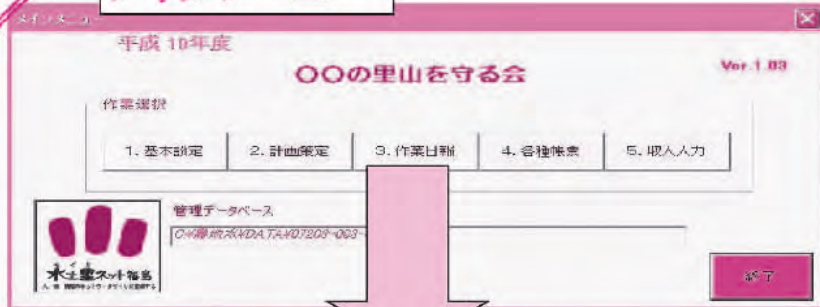 メインメニュー
平成 19年度
〇〇の里山を守る会
Ver.1.03
作業選択
1. 基本設定
2. 計画策定
3. 作業日報
4. 各種帳票
5. 収入入力
管理データベース
水土里ネット福島
終了